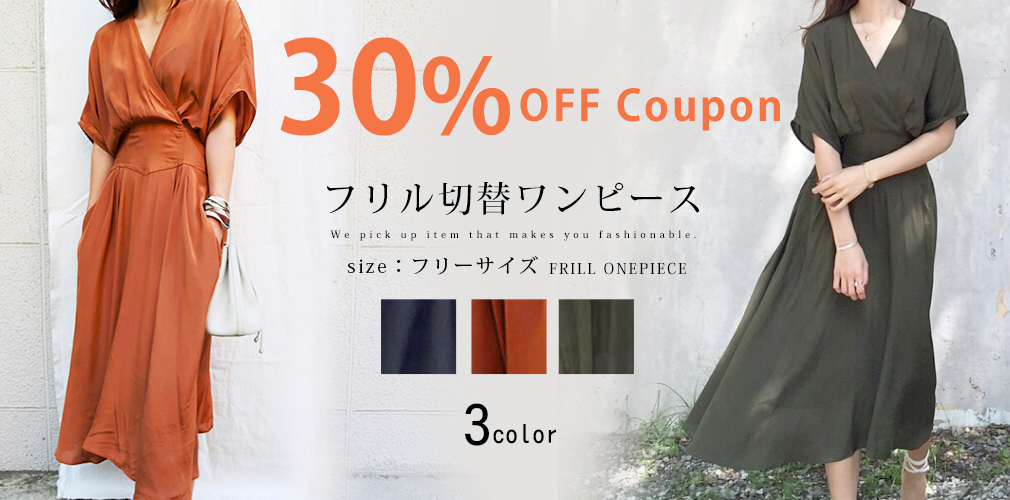 30% OFF Coupon
フリル切替ワンピース
We pick up item that makes you fashionable.
size：フリーサイズ FRILL ONEPIECE
3color